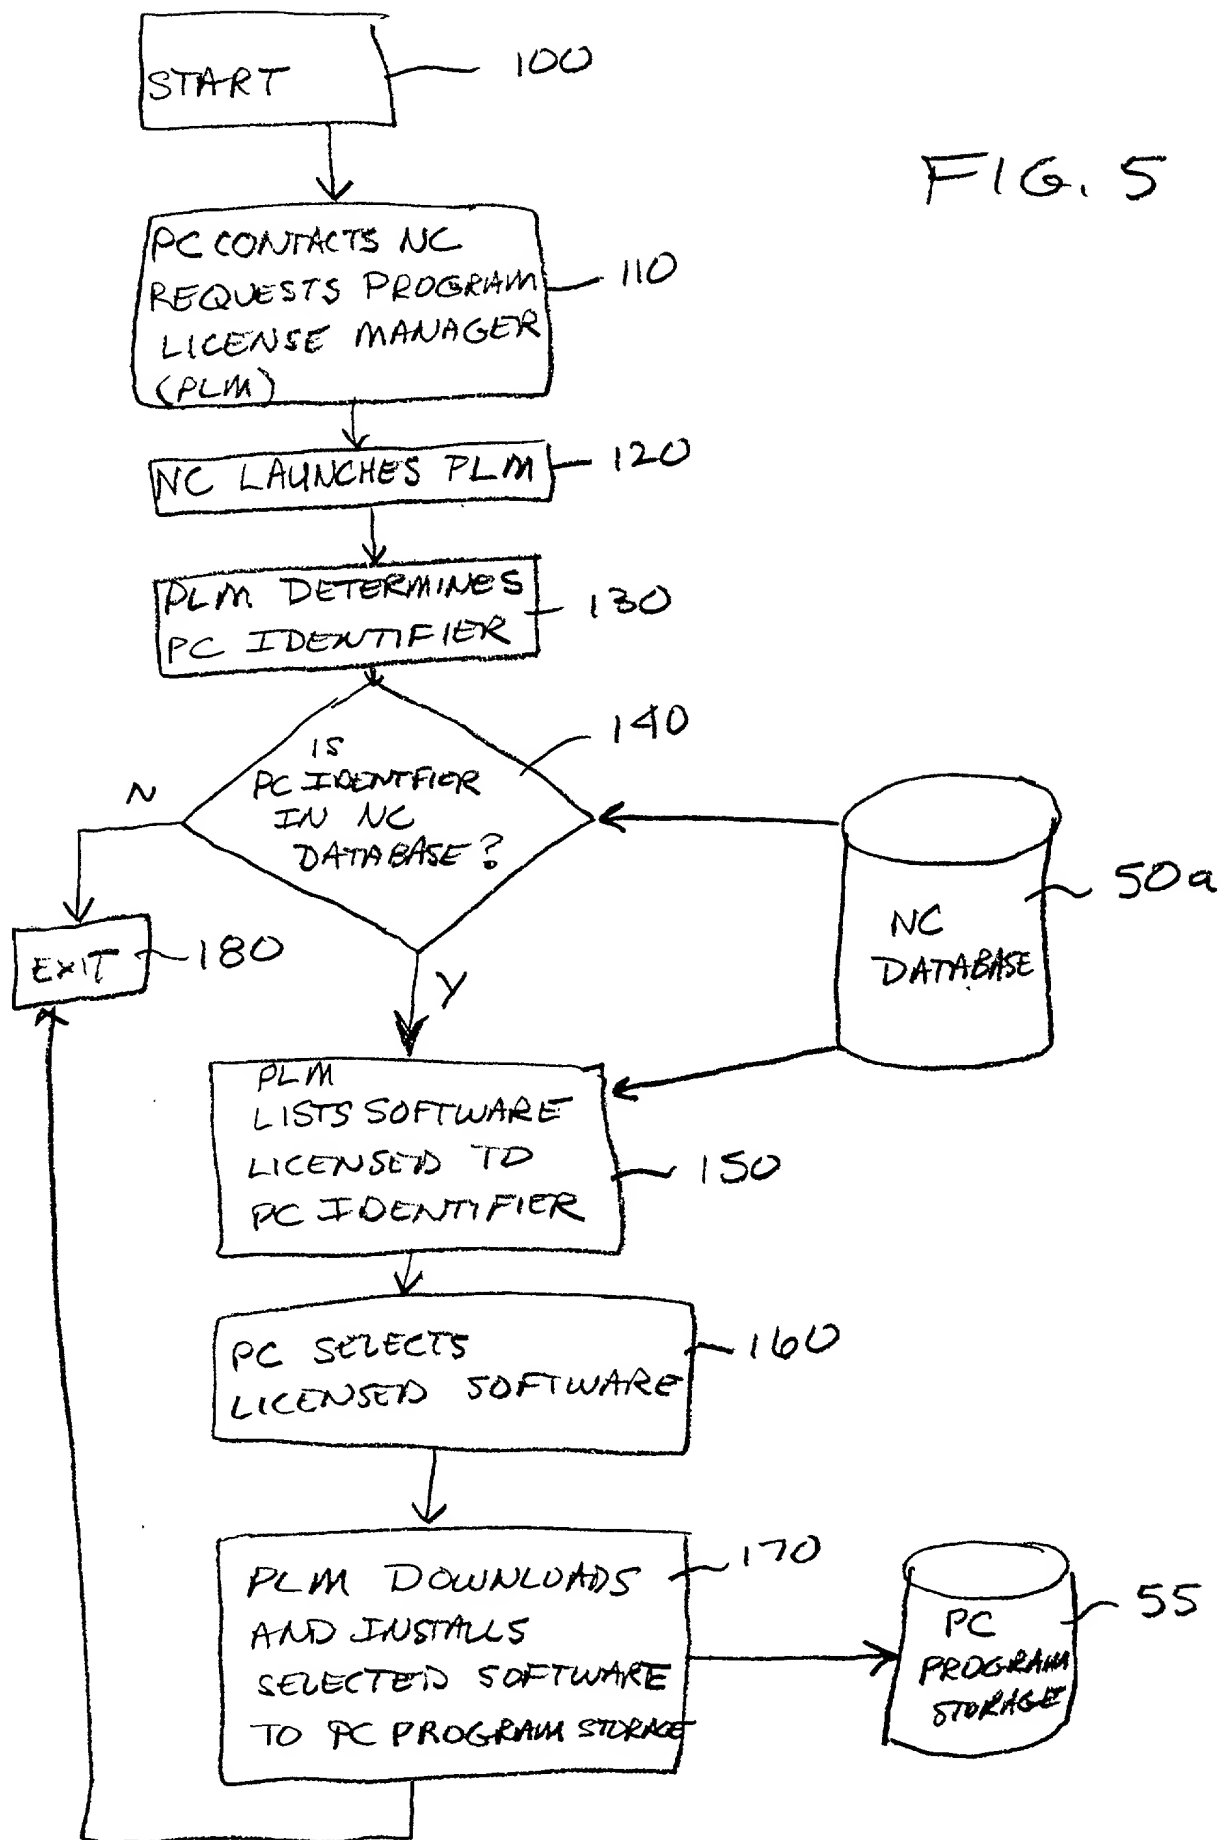 START
100
FIG. 5
PC CONTACTS NC
REQUESTS PROGRAM
LICENSE MANAGER
(PLM)
110
NC LAUNCHES PLM
120
PLM DETERMINES
PC IDENTIFIER
130
IS
PC IDENTFIER
IN NC
DATABASE?
140
N
EXIT
180
Y
NC
DATABASE
50a
PLM
LISTS SOFTWARE
LICENSED TO
PC IDENTIFIER
150
PC SELECTS
LICENSED SOFTWARE
160
PLM DOWNLOADS
AND INSTALLS
SELECTED SOFTWARE
TO PC PROGRAM STORAGE
170
PC
PROGRAM
STORAGE
55